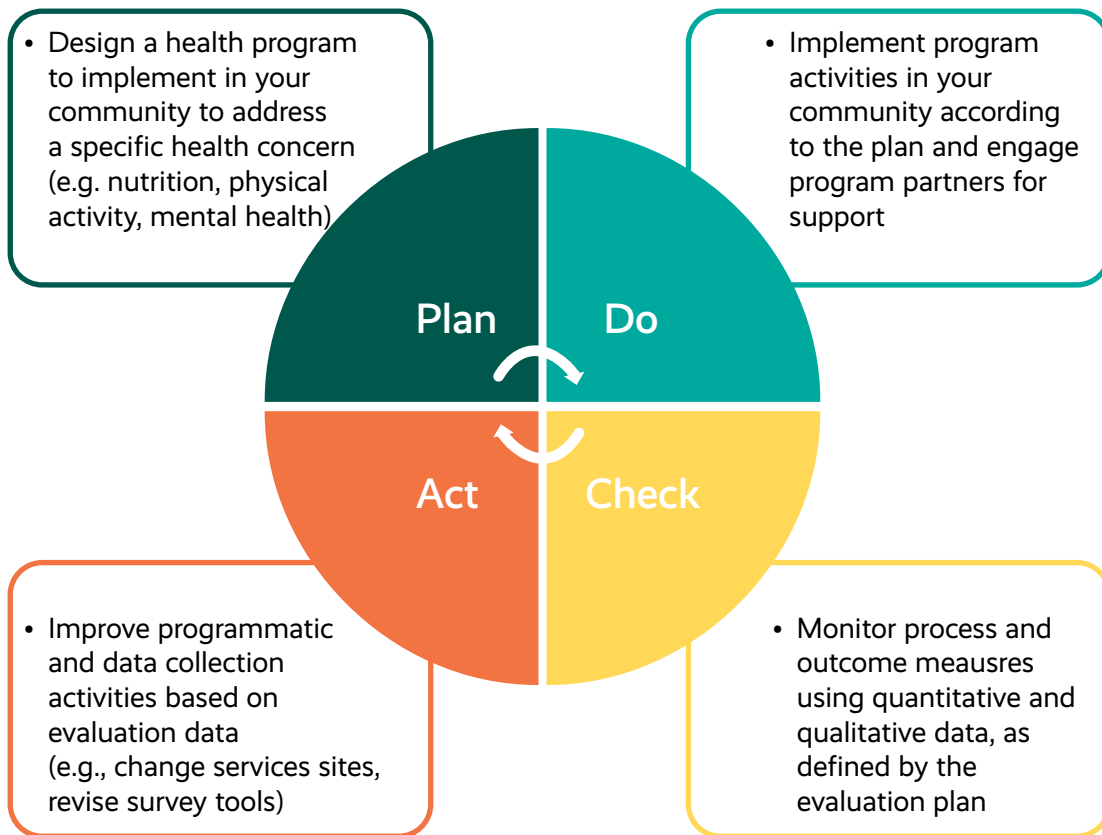 • Design a health program
to implement in your
community to address
a specific health concern
(e.g. nutrition, physical
activity, mental health)
• Implement program
activities in your
community according
to the plan and engage
program partners for
support
Plan
Do
Act
Check
• Improve programmatic
and data collection
activities based on
evaluation data
(e.g., change services sites,
revise survey tools)
• Monitor process and
outcome meausres
using quantitative and
qualitative data, as
defined by the
evaluation plan